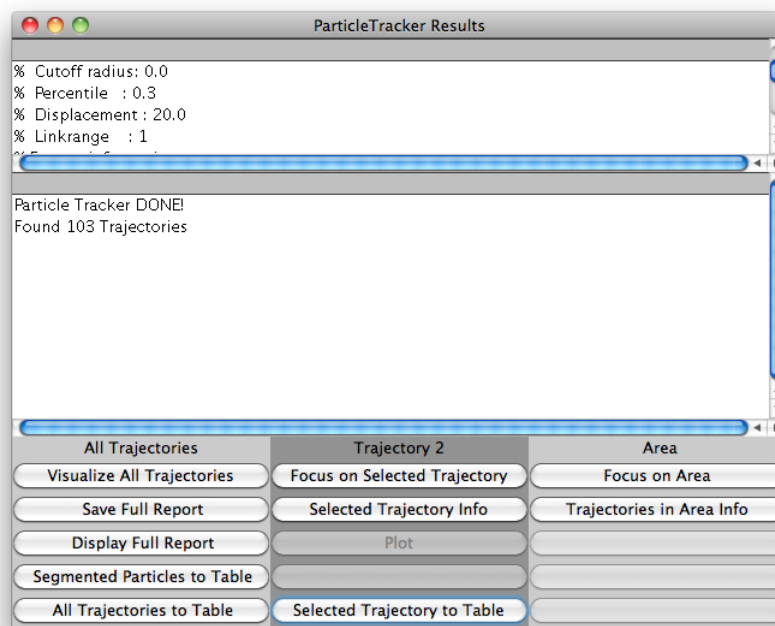 ParticleTracker Results
% Cutoff radius: 0.0
% Percentile : 0.3
% Displacement : 20.0
% Linkrange : 1
Particle Tracker DONE!
Found 103 Trajectories
All Trajectories Trajectory 2 Area
Visualize All Trajectories Focus on Selected Trajectory Focus on Area
Save Full Report Selected Trajectory Info Trajectories in Area Info
Display Full Report Plot
Segmented Particles to Table
All Trajectories to Table Selected Trajectory to Table